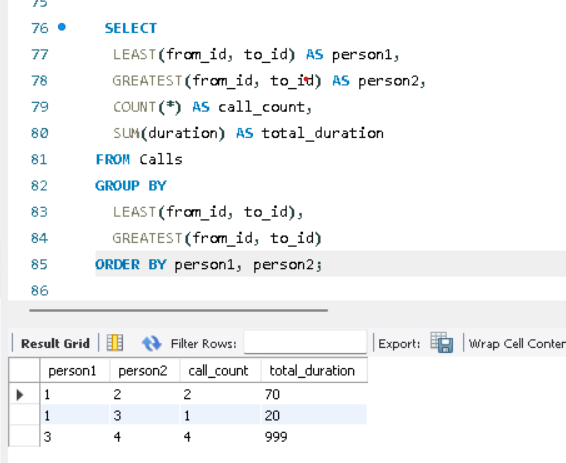 75
76 SELECT
77 LEAST(from_id, to_id) AS person1,
78 GREATEST(from_id, to_id) AS person2,
79 COUNT(*) AS call_count,
80 SUM(duration) AS total_duration
81 FROM Calls
82 GROUP BY
83 LEAST(from_id, to_id),
84 GREATEST(from_id, to_id)
85 ORDER BY person1, person2;
86
Result Grid Filter Rows: Export: Wrap Cell Conten
person1 person2 call_count total_duration
1 2 2 70
1 3 1 20
3 4 4 999